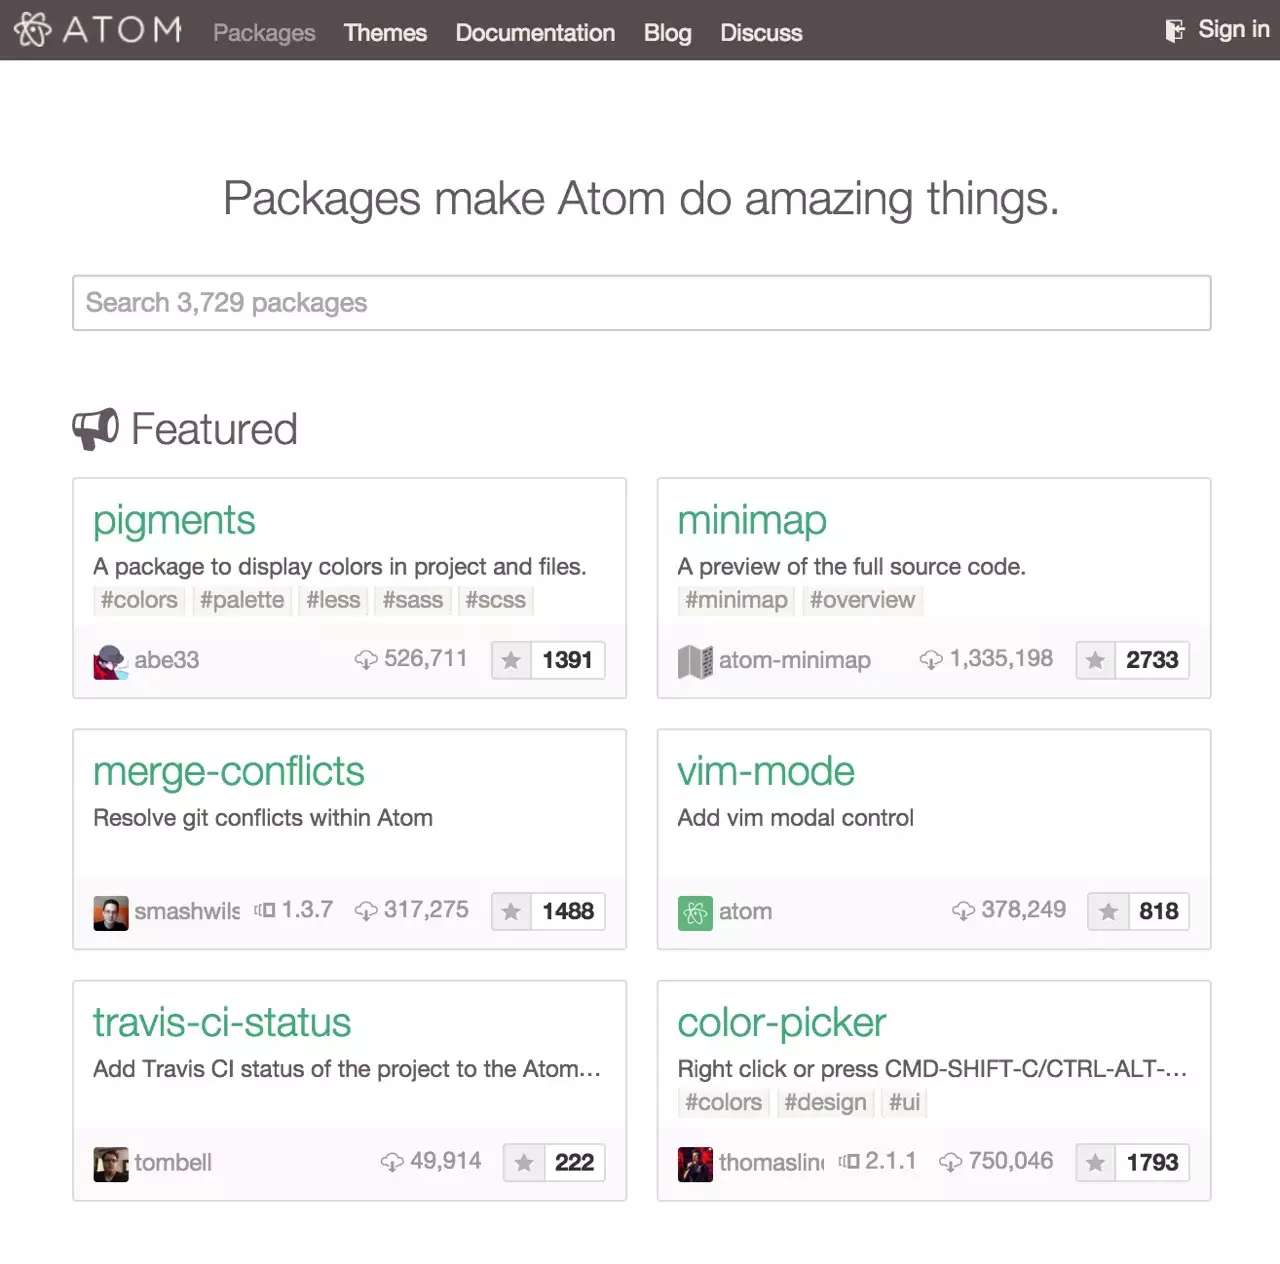 ATOM Packages Themes Documentation Blog Discuss Sign in
Packages make Atom do amazing things.
Search 3,729 packages
Featured
pigments
A package to display colors in project and files.
#colors #palette #less #sass #scss
abe33 526,711 1391
minimap
A preview of the full source code.
#minimap #overview
atom-minimap 1,335,198 2733
merge-conflicts
Resolve git conflicts within Atom
smashwils 1.3.7 317,275 1488
vim-mode
Add vim modal control
atom 378,249 818
travis-ci-status
Add Travis CI status of the project to the Atom...
tombell 49,914 222
color-picker
Right click or press CMD-SHIFT-C/CTRL-ALT-...
#colors #design #ui
thomaslind 2.1.1 750,046 1793